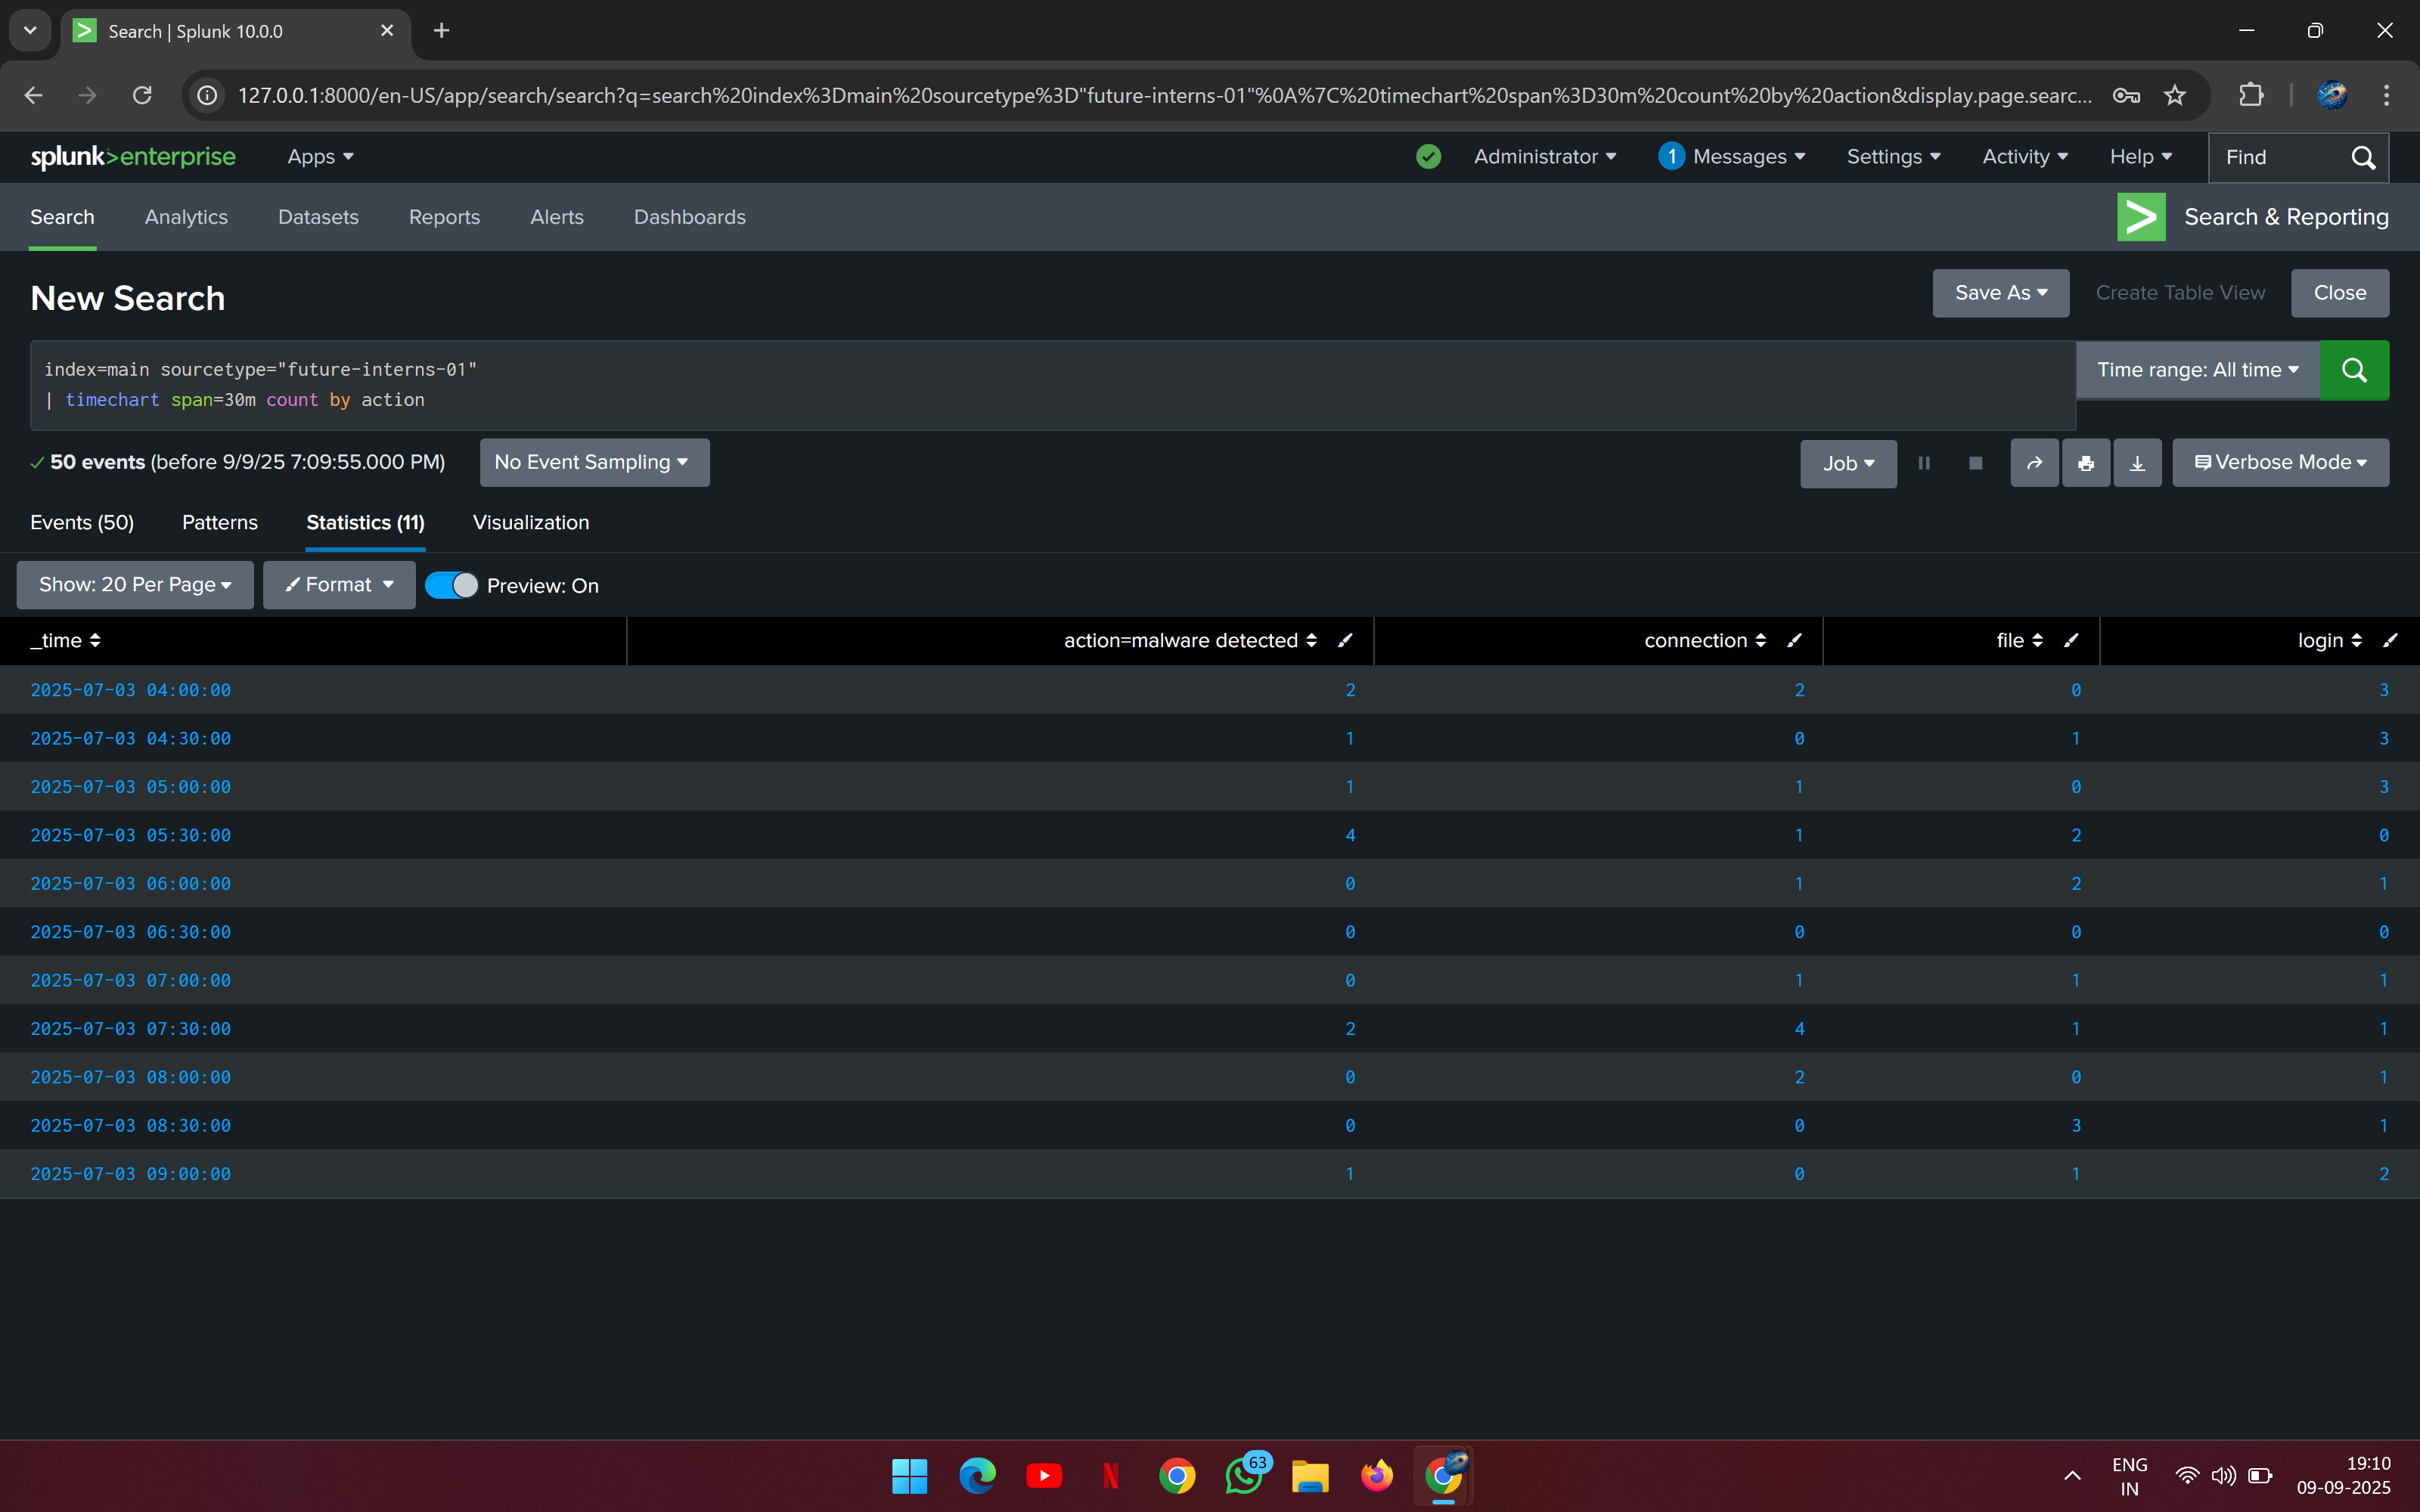 Search | Splunk 10.0.0
127.0.0.1:8000/en-US/app/search/search?q=search%20index%3Dmain%20sourcetype%3D"future-interns-01"%0A%7C%20timechart%20span%3D30m%20count%20by%20action&display.page.searc...
splunk>enterprise Apps Administrator 1 Messages Settings Activity Help Find
Search Analytics Datasets Reports Alerts Dashboards Search & Reporting
New Search Save As Create Table View Close
index=main sourcetype="future-interns-01" Time range: All time
| timechart span=30m count by action
50 events (before 9/9/25 7:09:55.000 PM) No Event Sampling Job Verbose Mode
Events (50) Patterns Statistics (11) Visualization
Show: 20 Per Page Format Preview: On
_time action=malware detected connection file login
2025-07-03 04:00:00 2 2 0 3
2025-07-03 04:30:00 1 0 1 3
2025-07-03 05:00:00 1 1 0 3
2025-07-03 05:30:00 4 1 2 0
2025-07-03 06:00:00 0 1 2 1
2025-07-03 06:30:00 0 0 0 0
2025-07-03 07:00:00 0 1 1 1
2025-07-03 07:30:00 2 4 1 1
2025-07-03 08:00:00 0 2 0 1
2025-07-03 08:30:00 0 0 3 1
2025-07-03 09:00:00 1 0 1 2
63
ENG 19:10
IN 09-09-2025